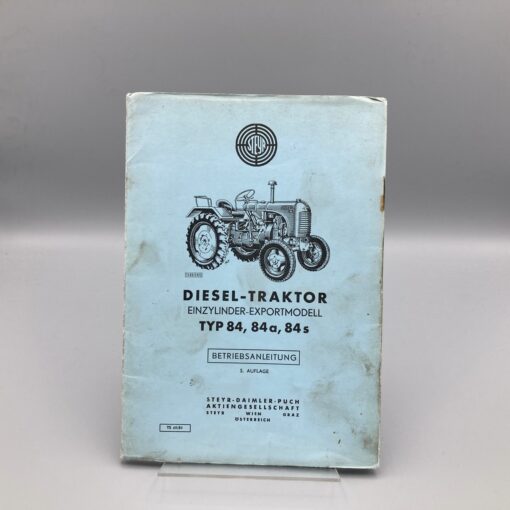 STEYR
DIESEL-TRAKTOR
EINZYLINDER-EXPORTMODELL
TYP 84, 84a, 84s
BETRIEBSANLEITUNG
5. AUFLAGE
STEYR-DAIMLER-PUCH
AKTIENGESELLSCHAFT
STEYR WIEN GRAZ
ÖSTERREICH